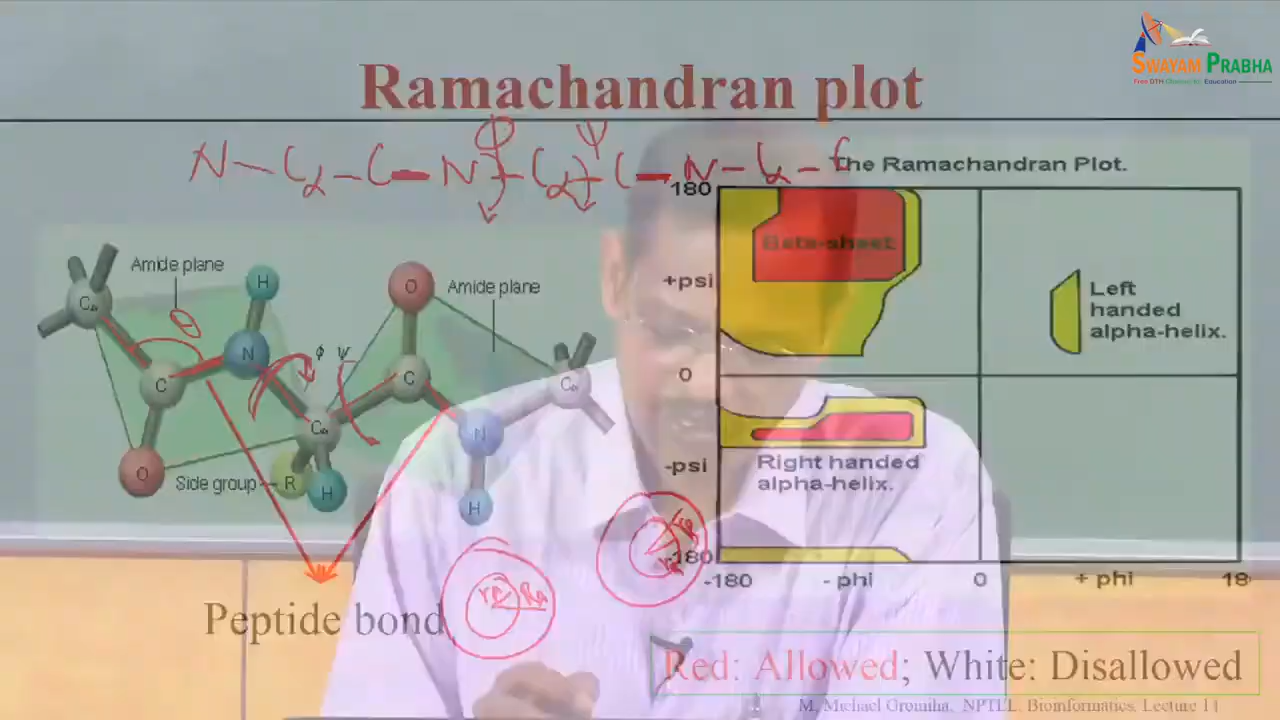 SWAYAM PRABHA
Ramachandran plot
N – Cα – C – N – Cα – C – N – Cα – C
φ ψ
The Ramachandran Plot.
180
Beta-sheet
+psi
Left
handed
alpha-helix.
0
-psi
Right handed
alpha-helix.
-180
-180
- phi
0
+ phi
18
Amide plane
H
O
Amide plane
Cα
θ
N
φ
ψ
C
C
Cα
Cα
O
Side group
R
H
N
H
Peptide bond
Red: Allowed; White: Disallowed
M. Michael Gromiha, NPTEL, Bioinformatics, Lecture 11